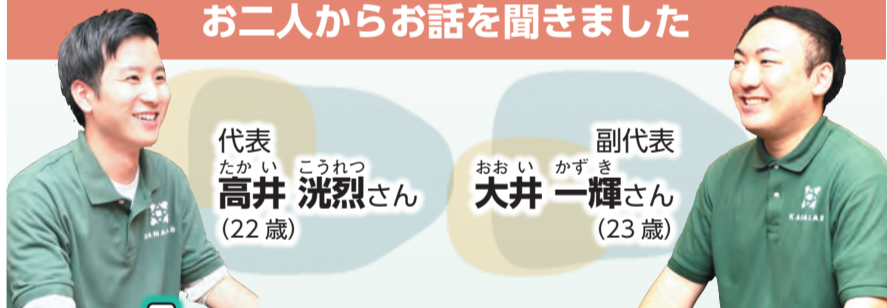 お二人からお話を聞きました
代表
たかい こうれつ
高井 洸烈さん
（22歳）
副代表
おおい かずき
大井 一輝さん
（23歳）